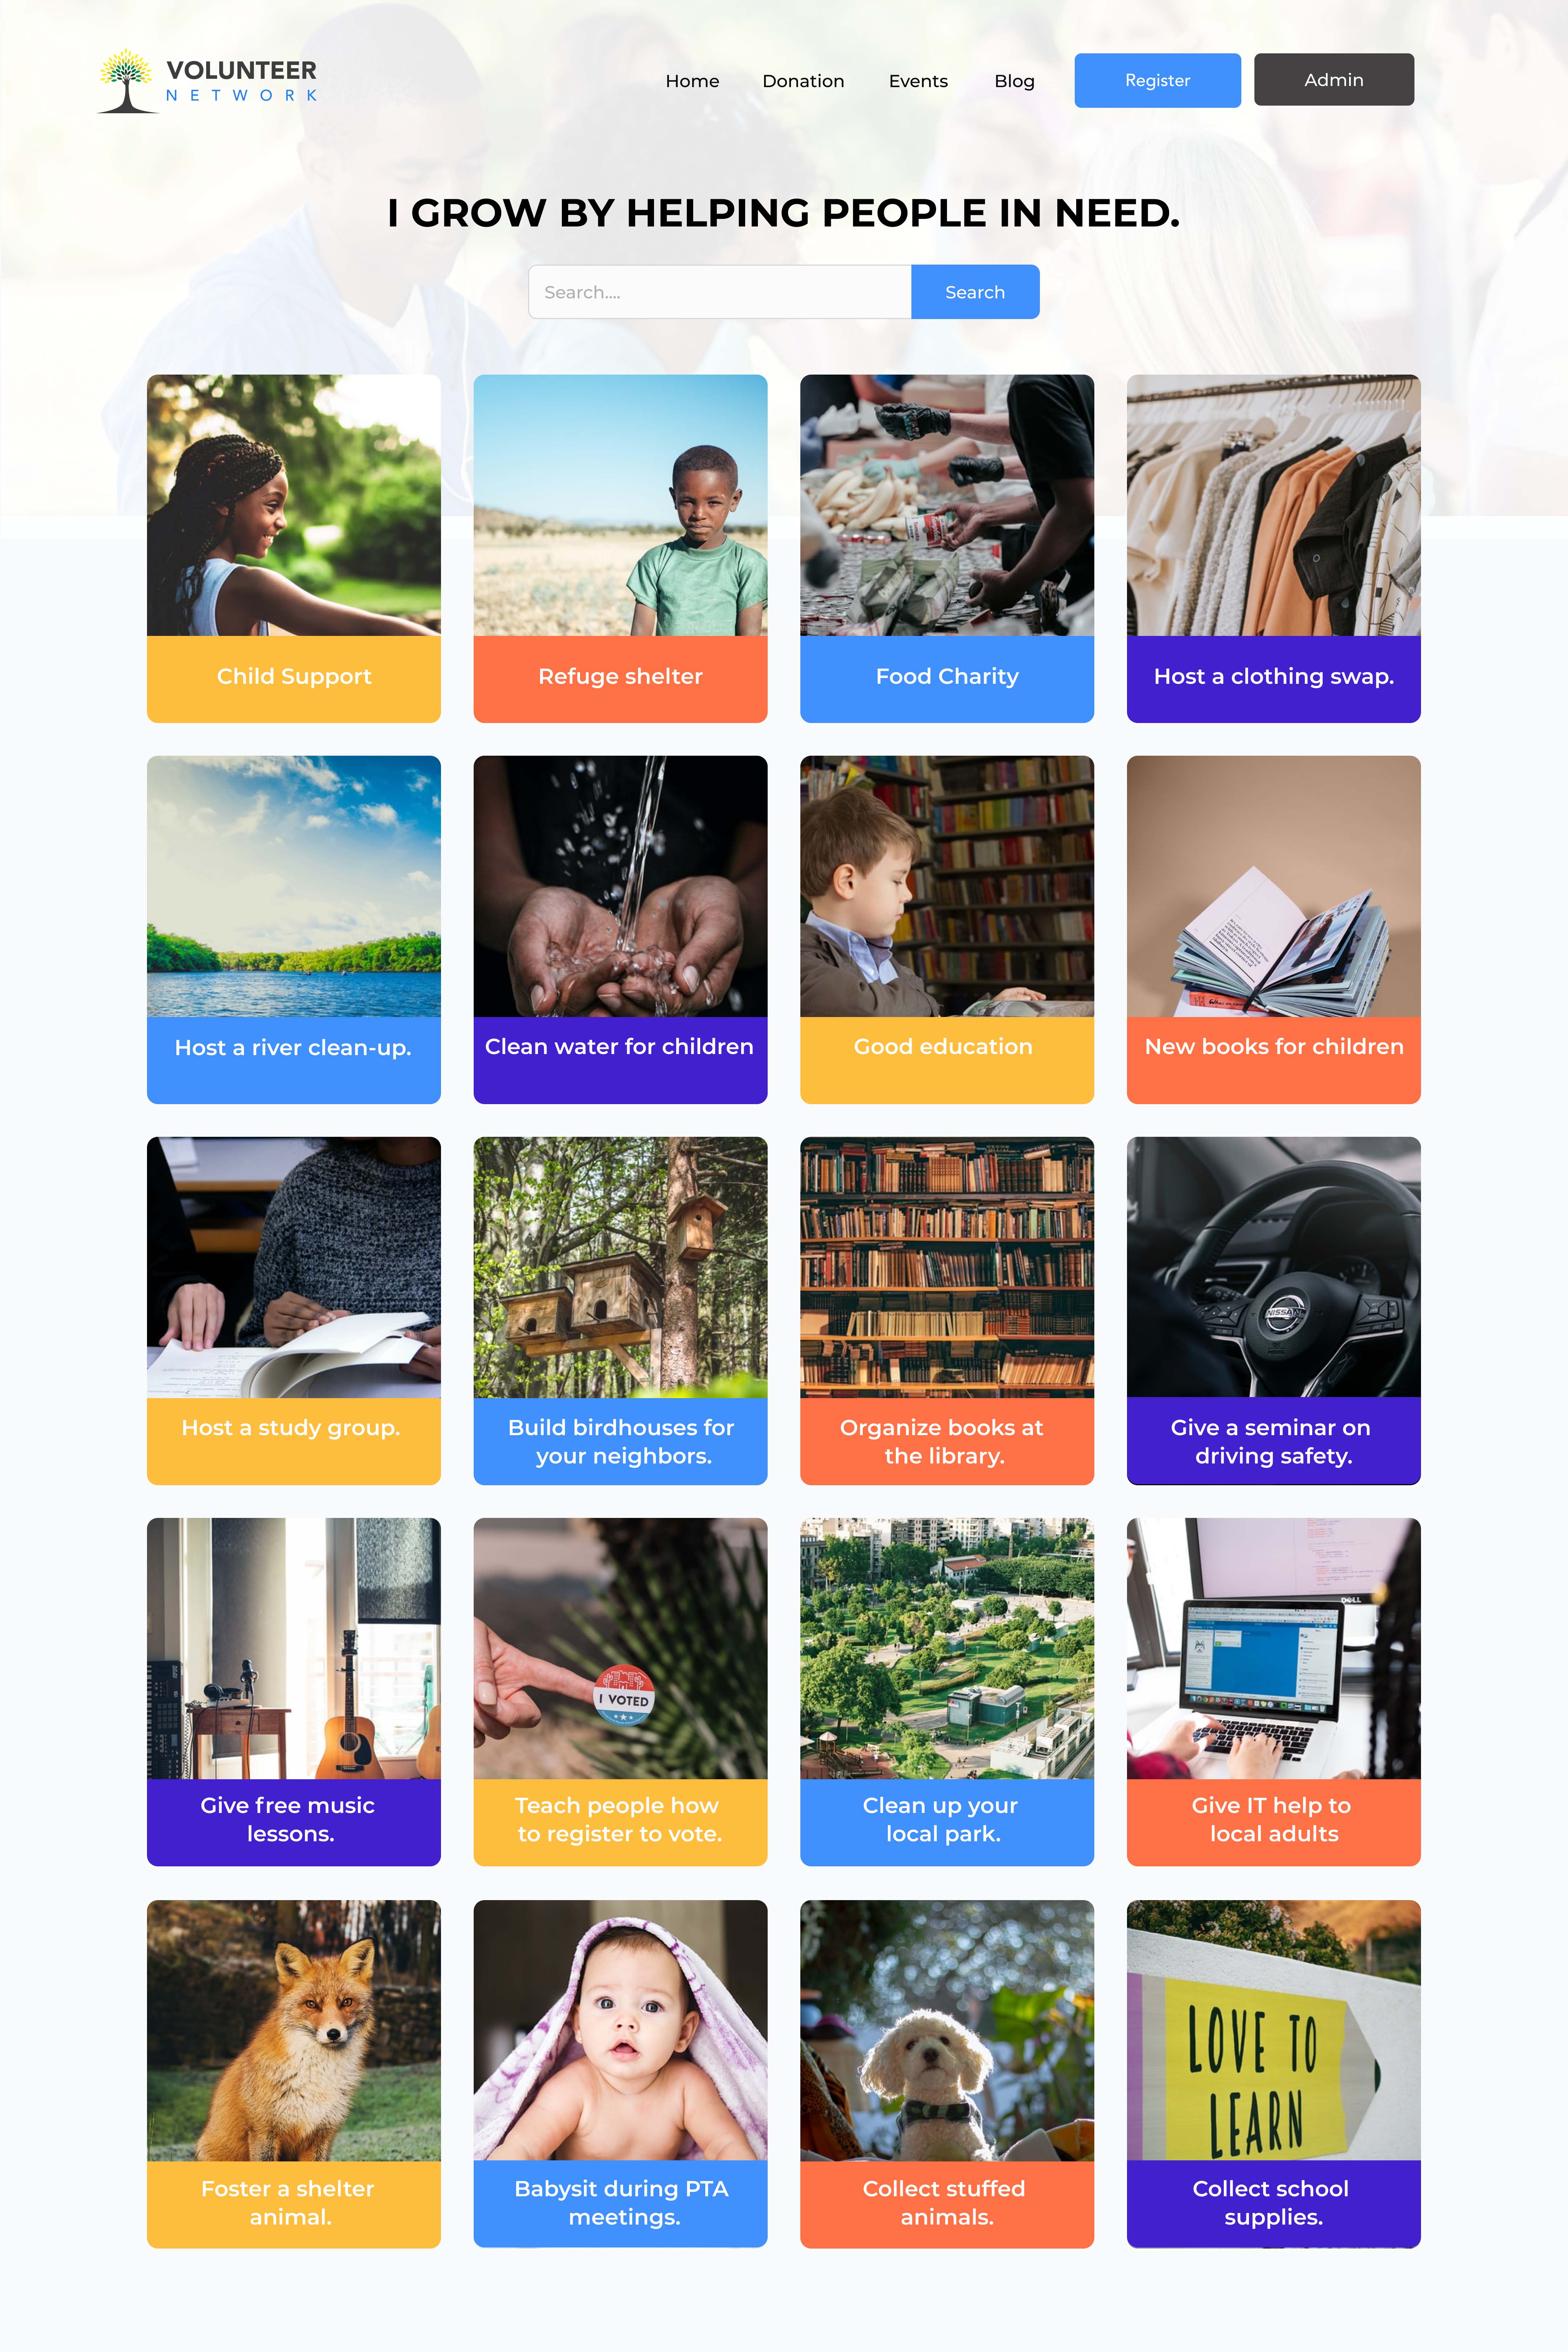 VOLUNTEER
NETWORK
Home Donation Events Blog Register Admin
I GROW BY HELPING PEOPLE IN NEED.
Search.... Search
Child Support
Refuge shelter
Food Charity
Host a clothing swap.
Host a river clean-up.
Clean water for children
Good education
New books for children
NISSAN
Host a study group.
Build birdhouses for
your neighbors.
Organize books at
the library.
Give a seminar on
driving safety.
I VOTED
DELL
Give free music
lessons.
Teach people how
to register to vote.
Clean up your
local park.
Give IT help to
local adults
LOVE TO
LEARN
Foster a shelter
animal.
Babysit during PTA
meetings.
Collect stuffed
animals.
Collect school
supplies.